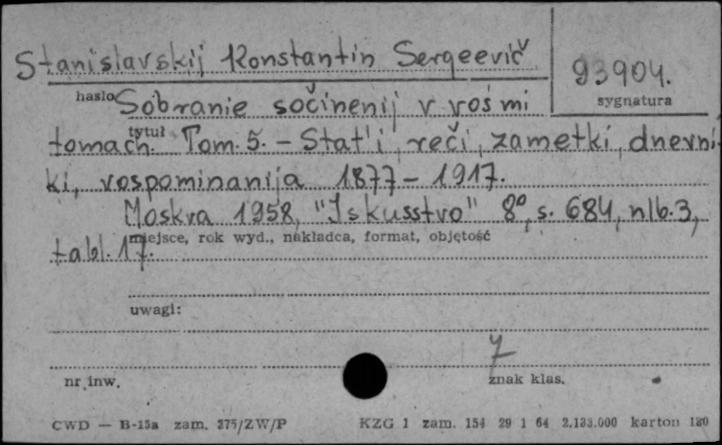 Stanislavskij Konstantin Sergeevič
93904.
hasło
sygnatura
Sobranie sočinenij v vośmi
tytuł
tomach. Tom. 5. - Stat'i, reči, zametki, dnevni-
ki, vospominanija 1877-1917.
Moskva 1958, "Iskusstvo" 8°, s. 684, nlb. 3,
miejsce, rok wyd., nakładca, format, objętość
tabl. 17.
uwagi:
7
nr inw.
znak klas.
CWD — B-15a zam. 275/ZW/P
KZG 1 zam. 154 29 1 64 2.133.000 karton 180